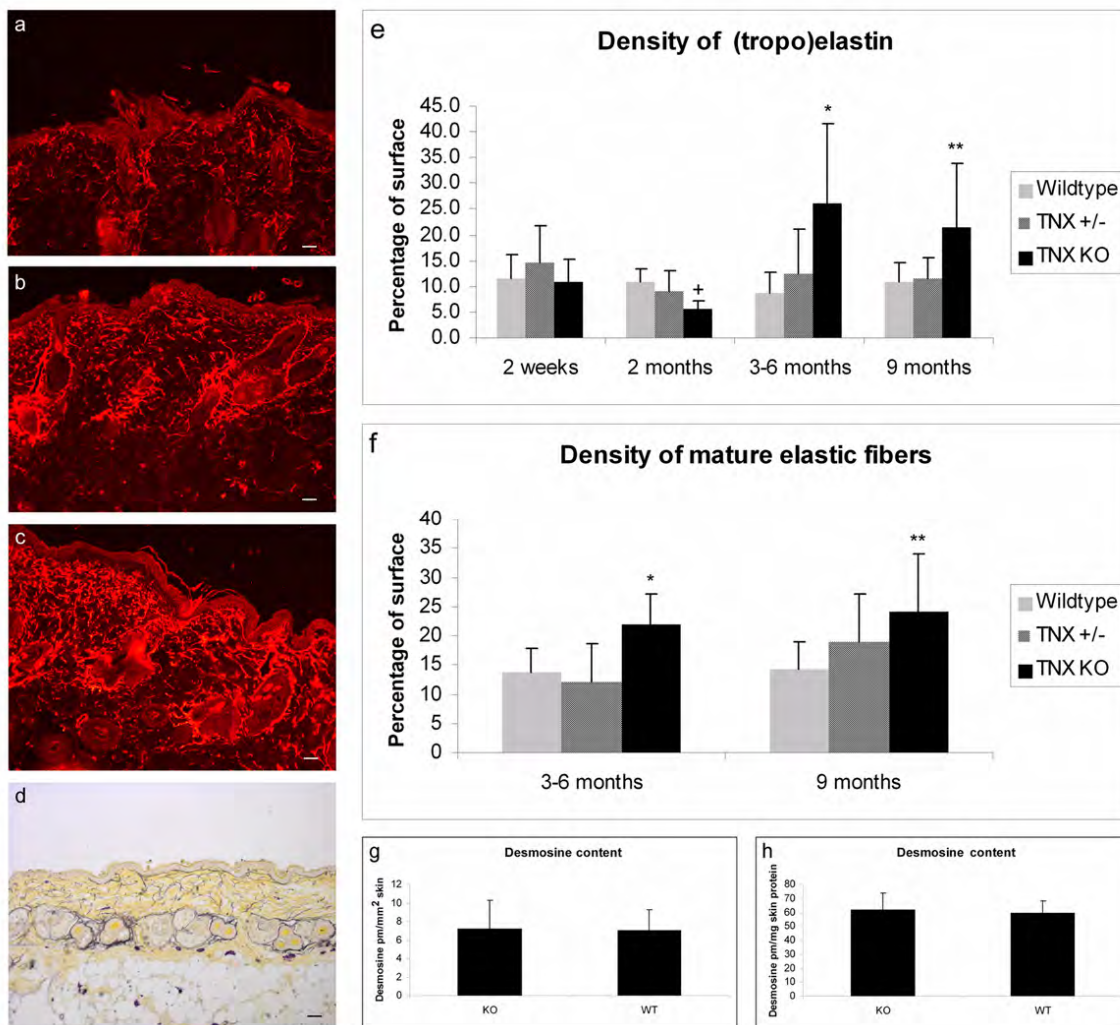 a
b
c
d
e
Density of (tropo)elastin
Percentage of surface
45.0
40.0
35.0
30.0
25.0
20.0
15.0
10.0
5.0
0.0
+
*
**
2 weeks
2 months
3-6 months
9 months
Wildtype
TNX +/-
TNX KO
f
Density of mature elastic fibers
Percentage of surface
40
35
30
25
20
15
10
5
0
*
**
3-6 months
9 months
Wildtype
TNX +/-
TNX KO
g
Desmosine content
Desmosine pm/mm² skin
12
10
8
6
4
2
0
KO
WT
h
Desmosine content
Desmosine pm/mg skin protein
80
70
60
50
40
30
20
10
0
KO
WT